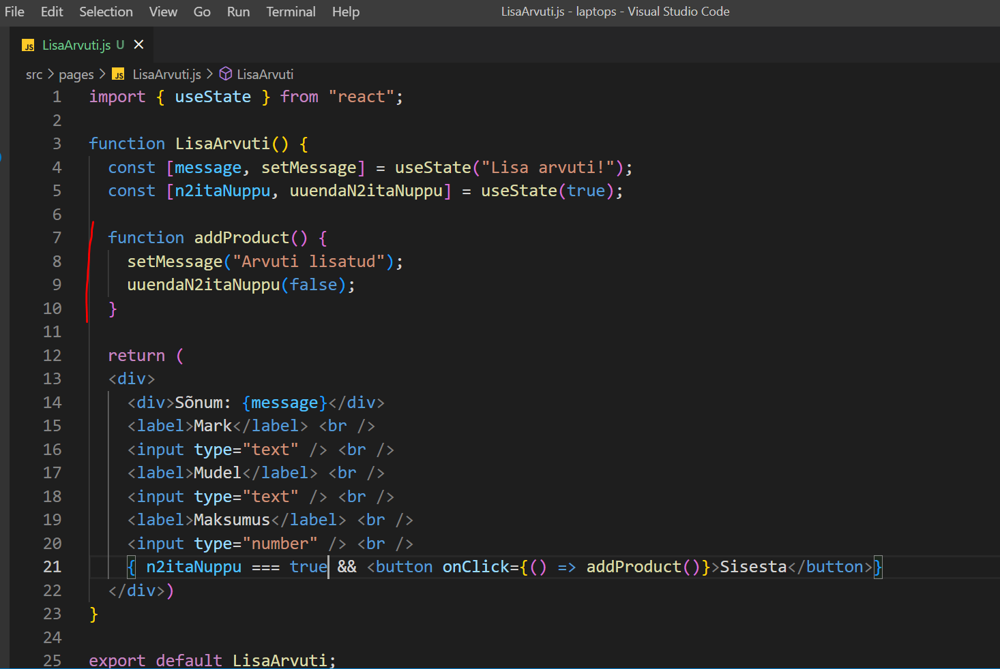 File Edit Selection View Go Run Terminal Help LisaArvuti.js - laptops - Visual Studio Code
JS LisaArvuti.js U ×
src > pages > JS LisaArvuti.js > LisaArvuti
1 import { useState } from "react";
2
3 function LisaArvuti() {
4   const [message, setMessage] = useState("Lisa arvuti!");
5   const [n2itaNuppu, uuendaN2itaNuppu] = useState(true);
6
7   function addProduct() {
8     setMessage("Arvuti lisatud");
9     uuendaN2itaNuppu(false);
10   }
11
12   return (
13   <div>
14     <div>Sõnum: {message}</div>
15     <label>Mark</label> <br />
16     <input type="text" /> <br />
17     <label>Mudel</label> <br />
18     <input type="text" /> <br />
19     <label>Maksumus</label> <br />
20     <input type="number" /> <br />
21     { n2itaNuppu === true && <button onClick={() => addProduct()}>Sisesta</button>}
22   </div>)
23 }
24
25 export default LisaArvuti;